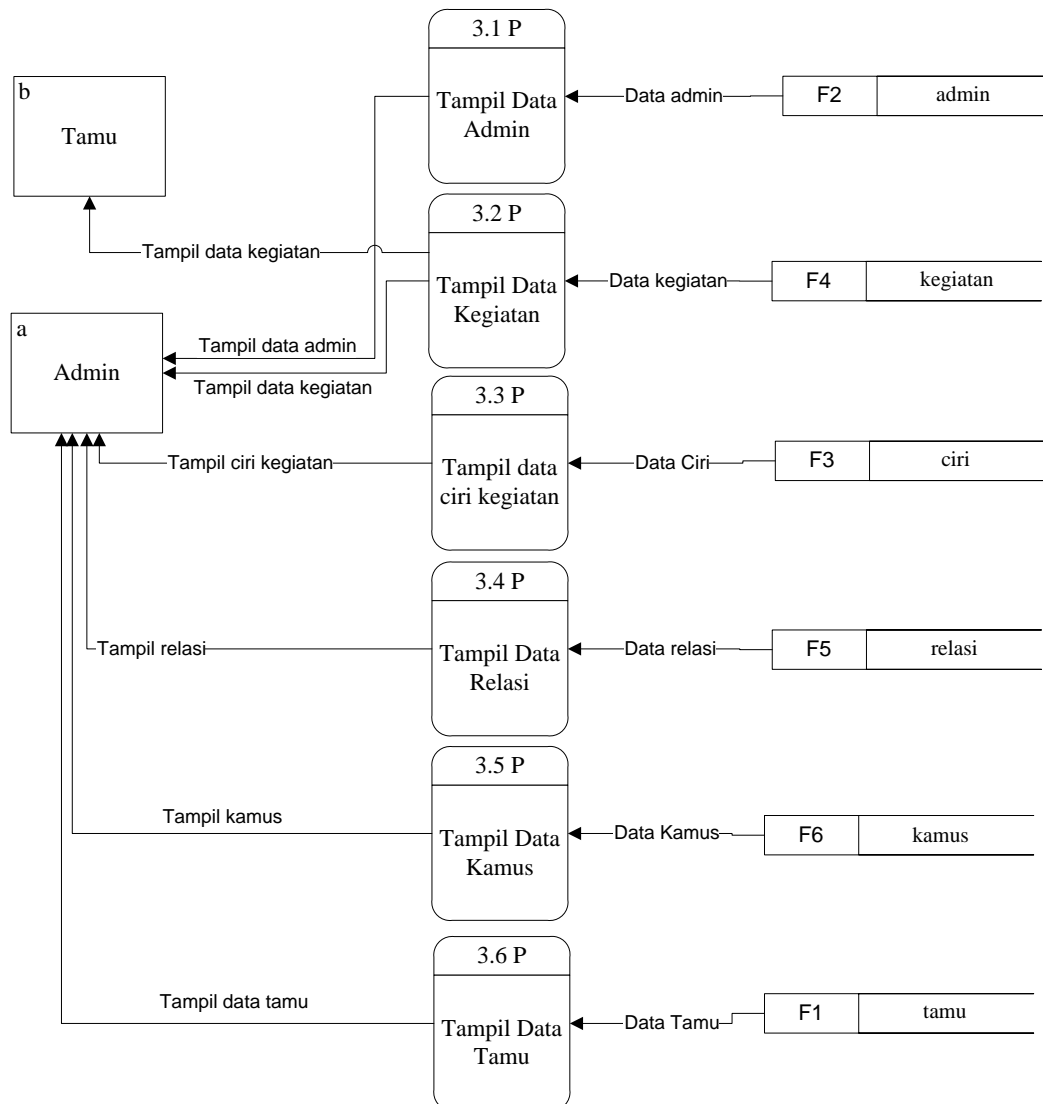 3.1 P
Tampil Data
Admin
Data admin
F2
admin
b
Tamu
3.2 P
Tampil Data
Kegiatan
Tampil data kegiatan
Data kegiatan
F4
kegiatan
a
Admin
Tampil data admin
Tampil data kegiatan
3.3 P
Tampil data
ciri kegiatan
Tampil ciri kegiatan
Data Ciri
F3
ciri
3.4 P
Tampil Data
Relasi
Tampil relasi
Data relasi
F5
relasi
3.5 P
Tampil Data
Kamus
Tampil kamus
Data Kamus
F6
kamus
3.6 P
Tampil Data
Tamu
Tampil data tamu
Data Tamu
F1
tamu